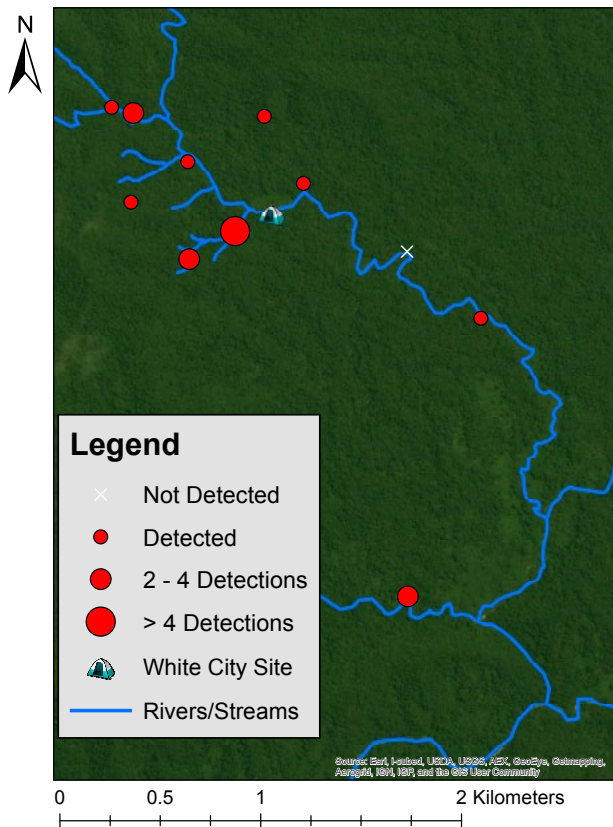 N
Legend
Not Detected
Detected
2 - 4 Detections
> 4 Detections
White City Site
Rivers/Streams
Source: Esri, i-cubed, USDA, USGS, AEX, GeoEye, Getmapping,
Aerogrid, IGN, IGP, and the GIS User Community
0 0.5 1 2 Kilometers